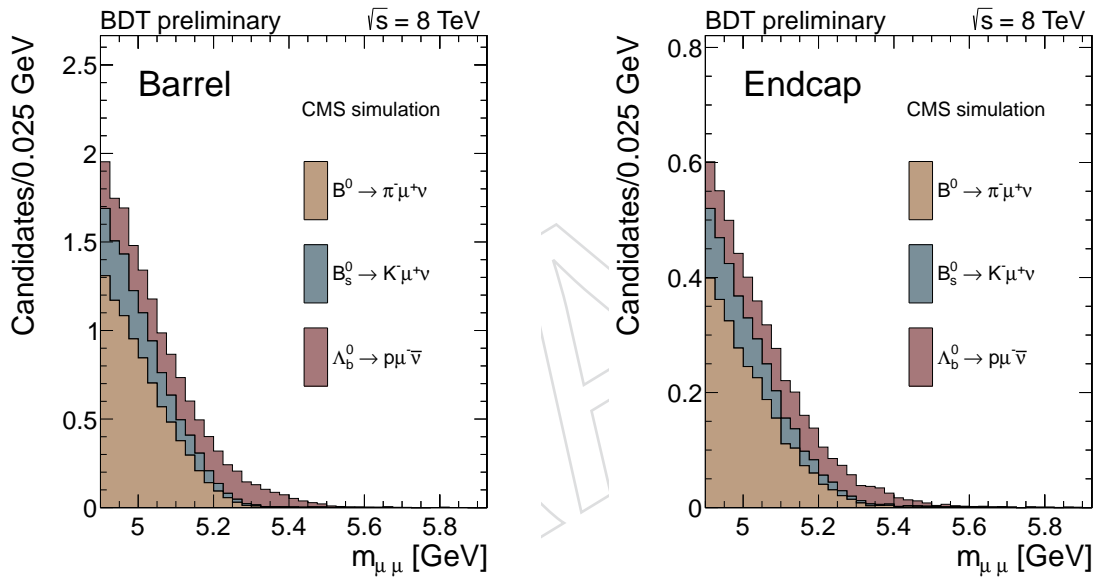 BDT preliminary √s = 8 TeV
Candidates/0.025 GeV
Barrel
CMS simulation
B⁰ → π⁻μ⁺ν
B⁰ₛ → K⁻μ⁺ν
Λ⁰_b → pμ⁻ν̅
0
0.5
1
1.5
2
2.5
5 5.2 5.4 5.6 5.8
m_μμ [GeV]
BDT preliminary √s = 8 TeV
Candidates/0.025 GeV
Endcap
CMS simulation
B⁰ → π⁻μ⁺ν
B⁰ₛ → K⁻μ⁺ν
Λ⁰_b → pμ⁻ν̅
0
0.2
0.4
0.6
0.8
5 5.2 5.4 5.6 5.8
m_μμ [GeV]